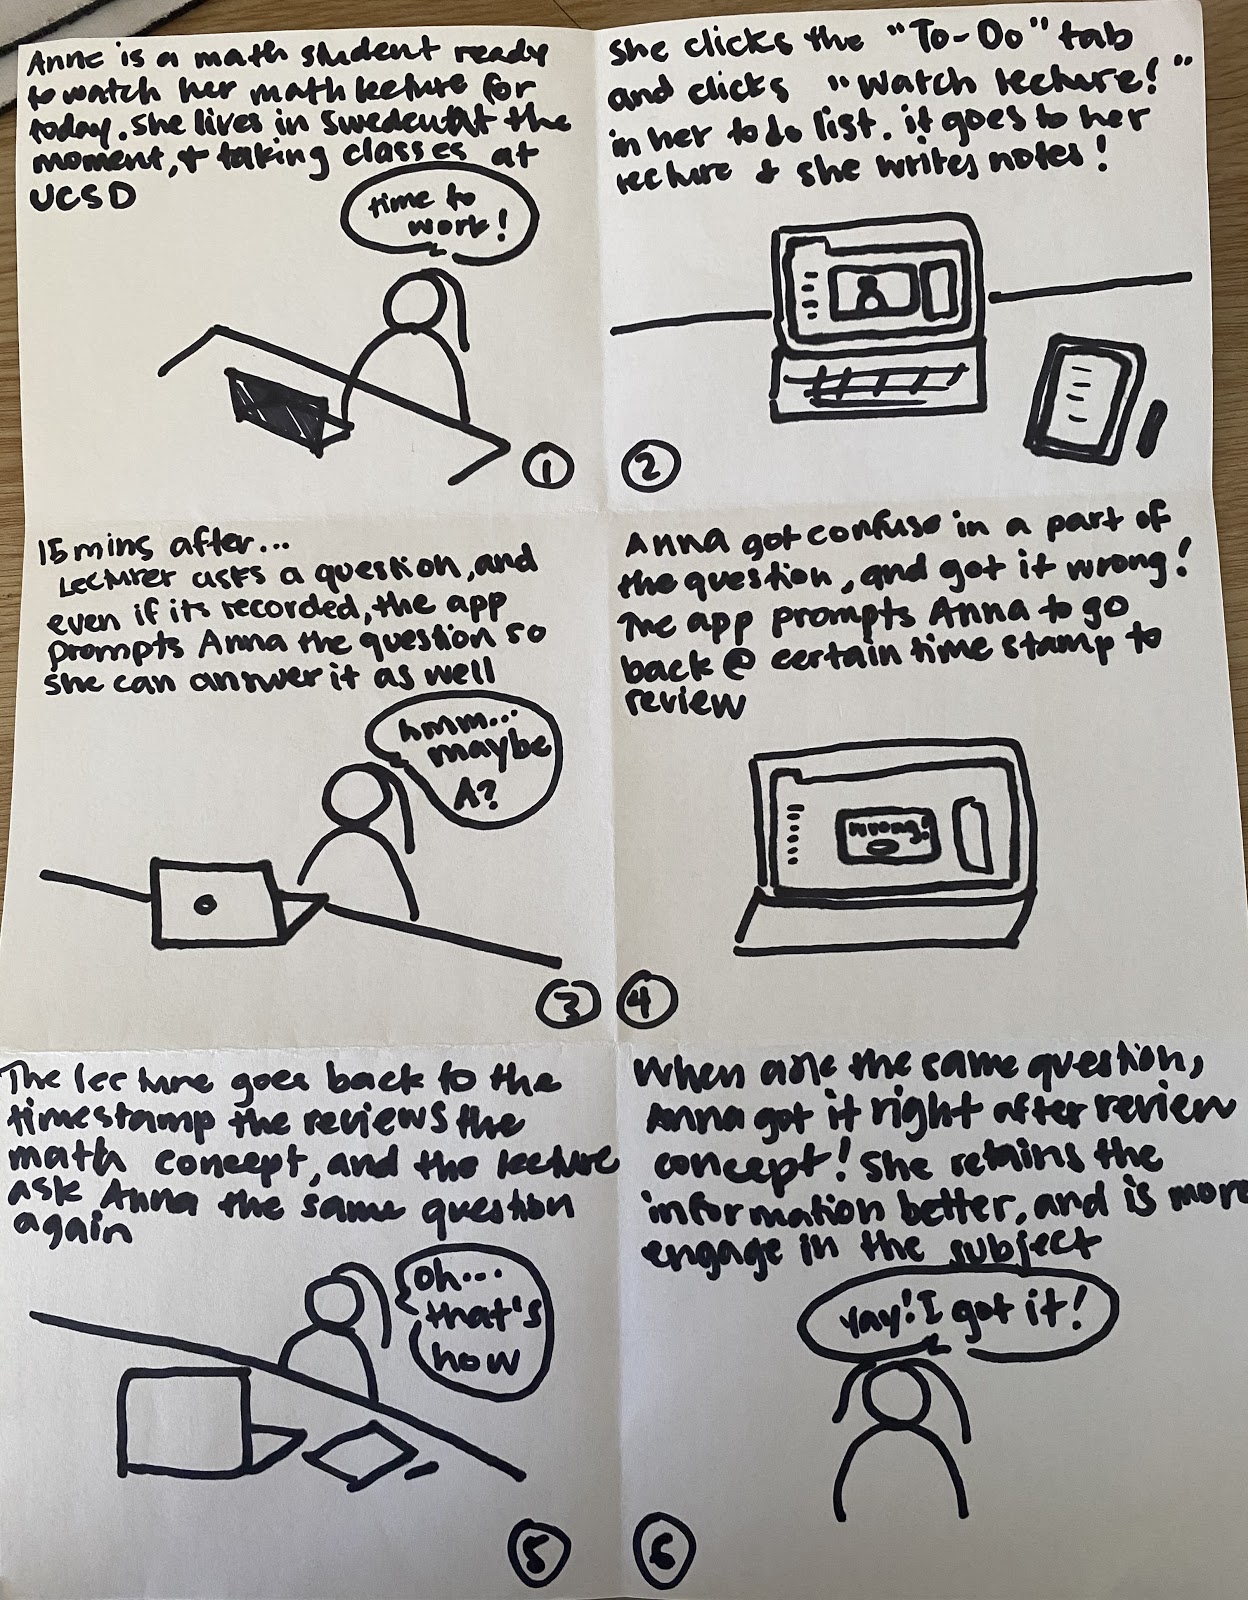 Anne is a math student ready
to watch her math lecture for
today. She lives in Sweden at the
moment, + taking classes at
UCSD
time to
work!
1
She clicks the "To-Do" tab
and clicks "Watch lecture!"
in her to do list. it goes to her
lecture + she writes notes!
2
15 mins after...
Lecturer asks a question, and
even if its recorded, the app
prompts Anna the question so
she can answer it as well
hmm...
maybe
A?
3
Anna got confuse in a part of
the question, and got it wrong!
The app prompts Anna to go
back @ certain time stamp to
review
wrong!
4
The lecture goes back to the
timestamp the reviews the
math concept, and the lecture
ask Anna the same question
again
oh...
that's
how
5
When ask the same question,
Anna got it right after review
concept! She retains the
information better, and is more
engage in the subject
Yay! I got it!
6